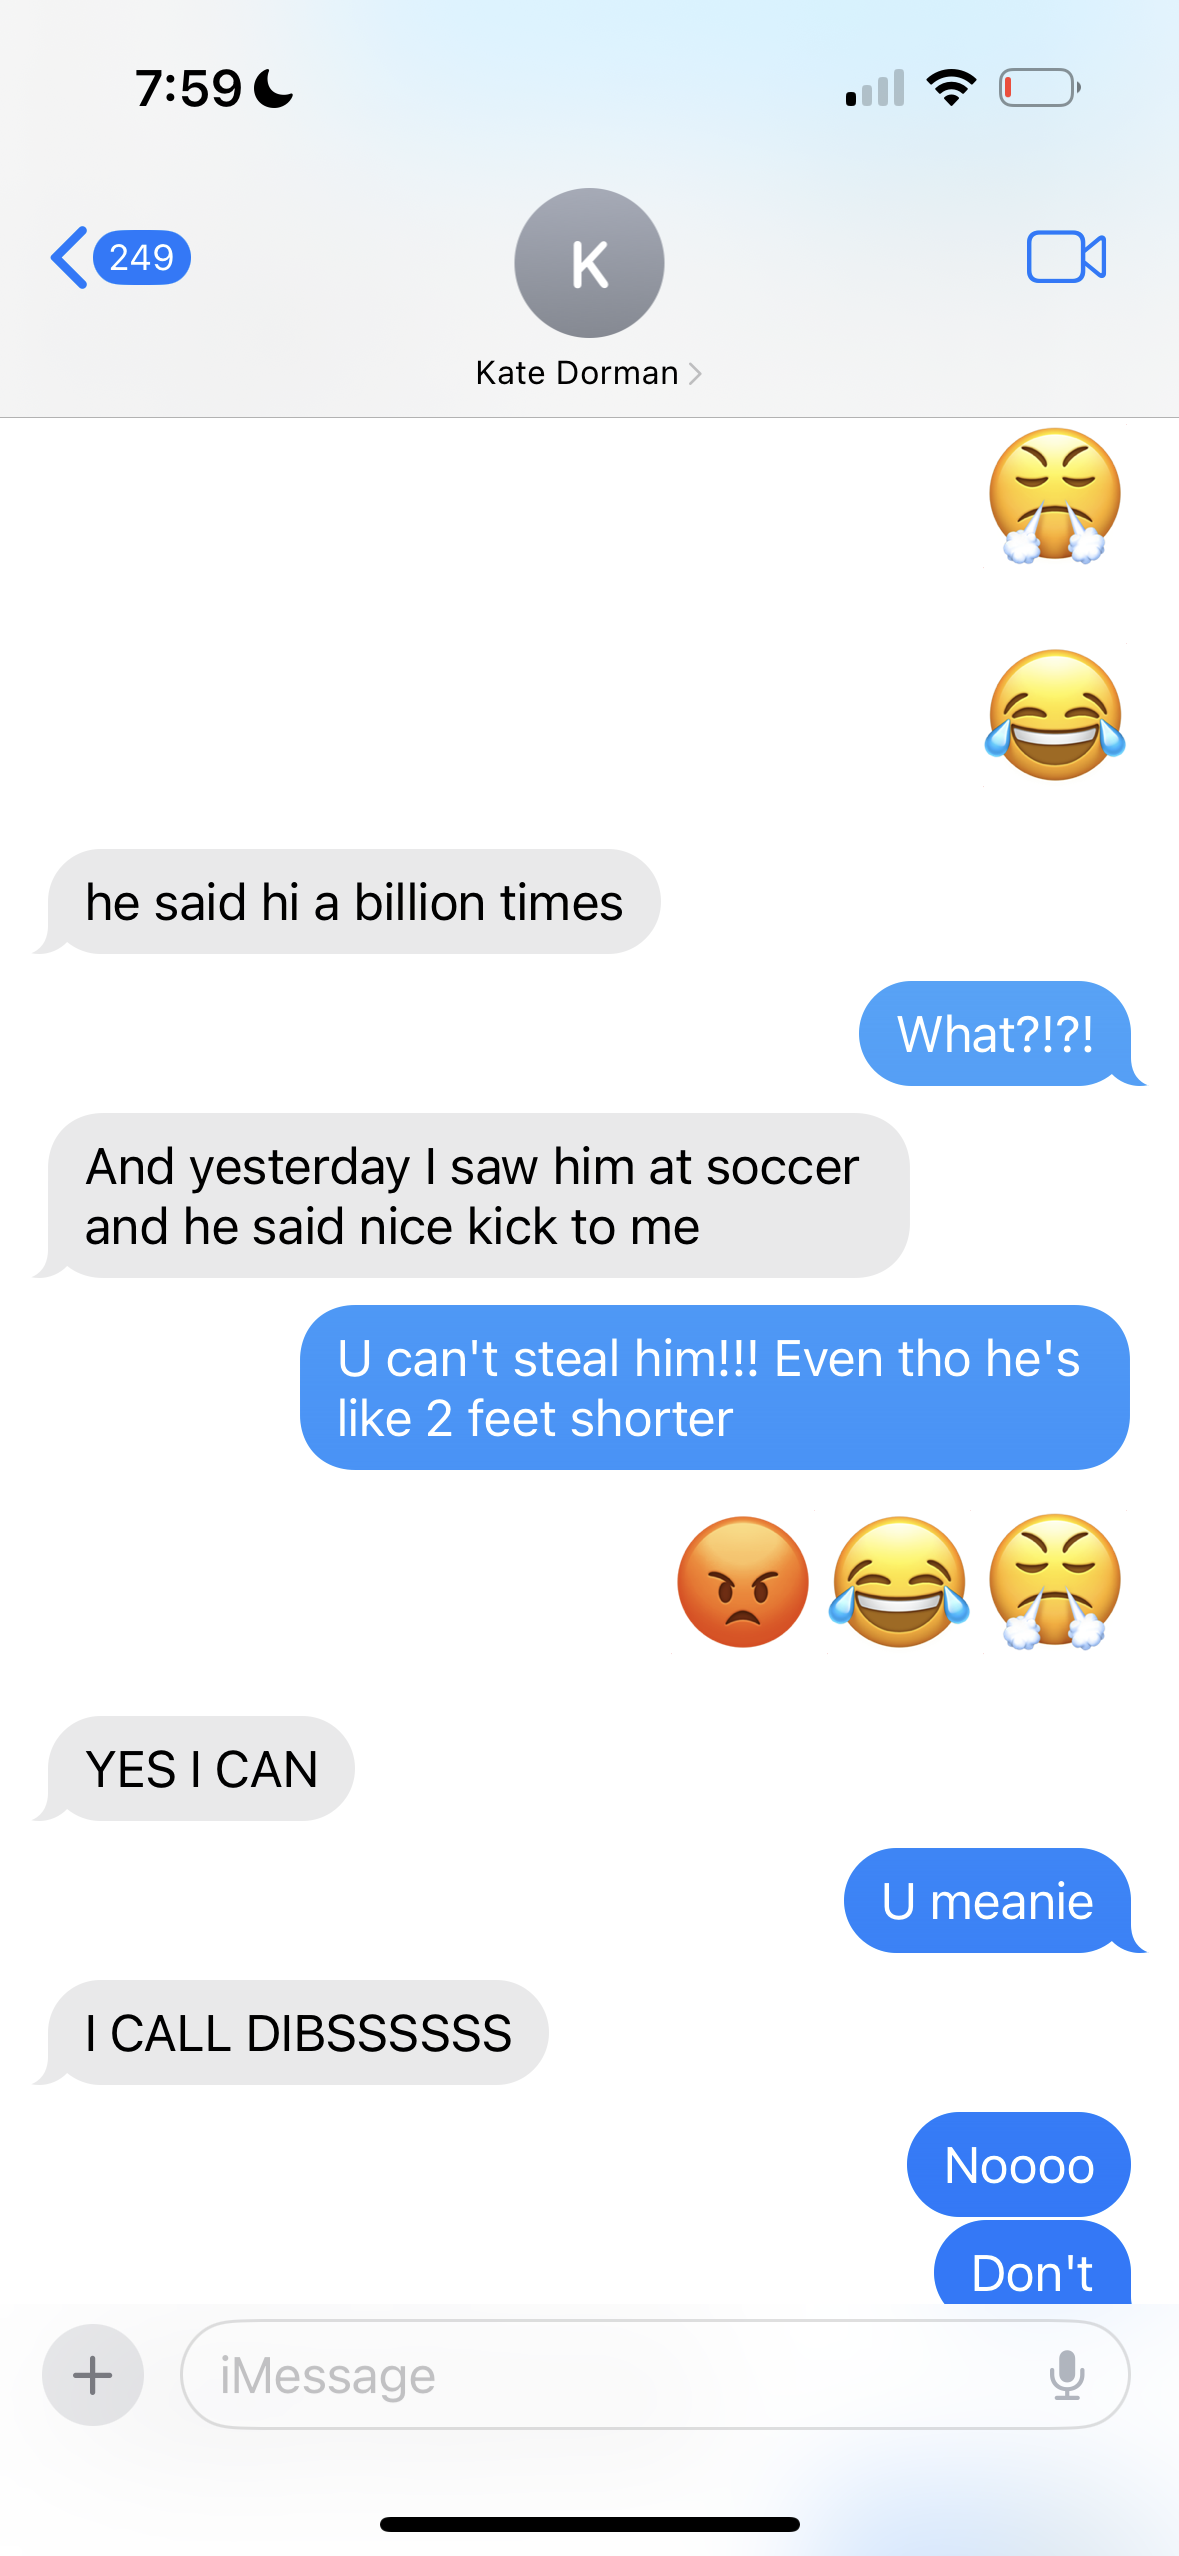 7:59
249
K
Kate Dorman
he said hi a billion times
What?!?!
And yesterday I saw him at soccer
and he said nice kick to me
U can't steal him!!! Even tho he's
like 2 feet shorter
YES I CAN
U meanie
I CALL DIBSSSSSS
Noooo
Don't
iMessage